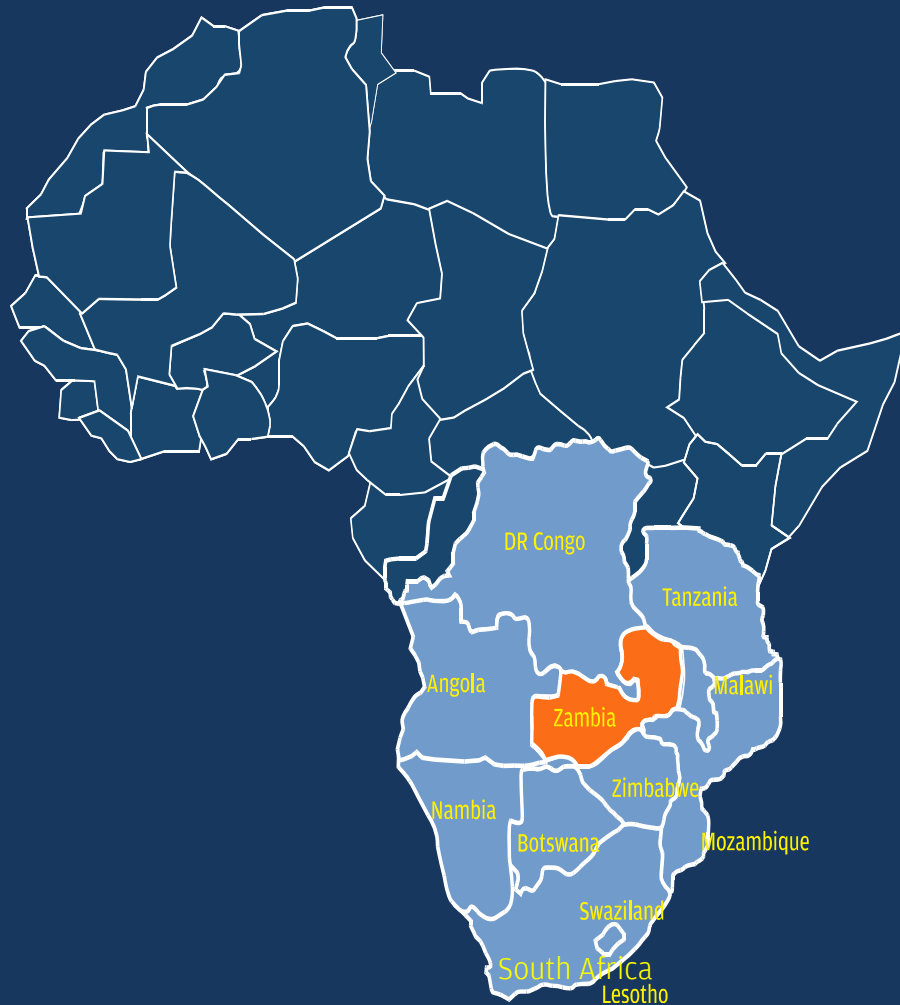 DR Congo
Tanzania
Angola
Malawi
Zambia
Zimbabwe
Nambia
Botswana
Mozambique
Swaziland
South Africa
Lesotho